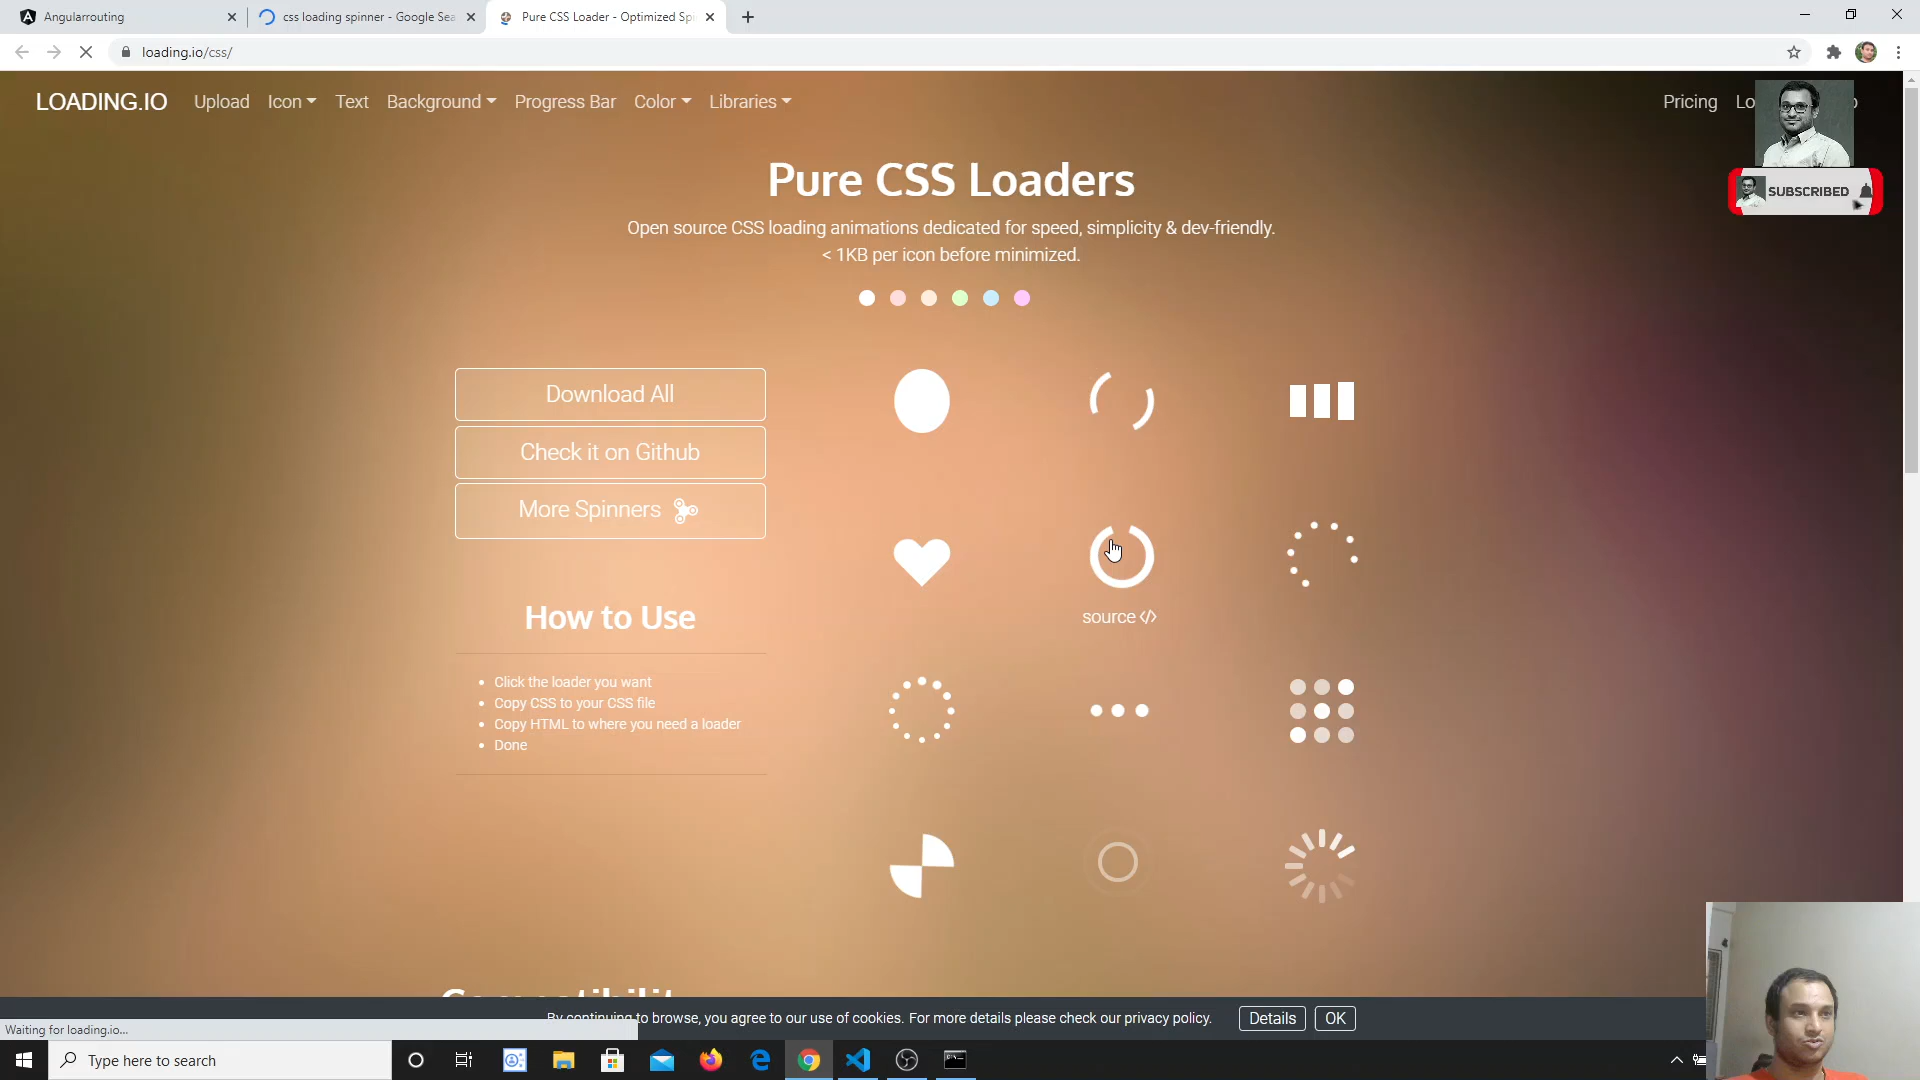 Angularrouting
css loading spinner - Google Sea
Pure CSS Loader - Optimized Spi
loading.io/css/
LOADING.IO Upload Icon Text Background Progress Bar Color Libraries Pricing
SUBSCRIBED
Pure CSS Loaders
Open source CSS loading animations dedicated for speed, simplicity & dev-friendly.
< 1KB per icon before minimized.
Download All
Check it on Github
More Spinners
source </>
How to Use
Click the loader you want
Copy CSS to your CSS file
Copy HTML to where you need a loader
Done
By continuing to browse, you agree to our use of cookies. For more details please check our privacy policy. Details OK
Waiting for loading.io...
Type here to search